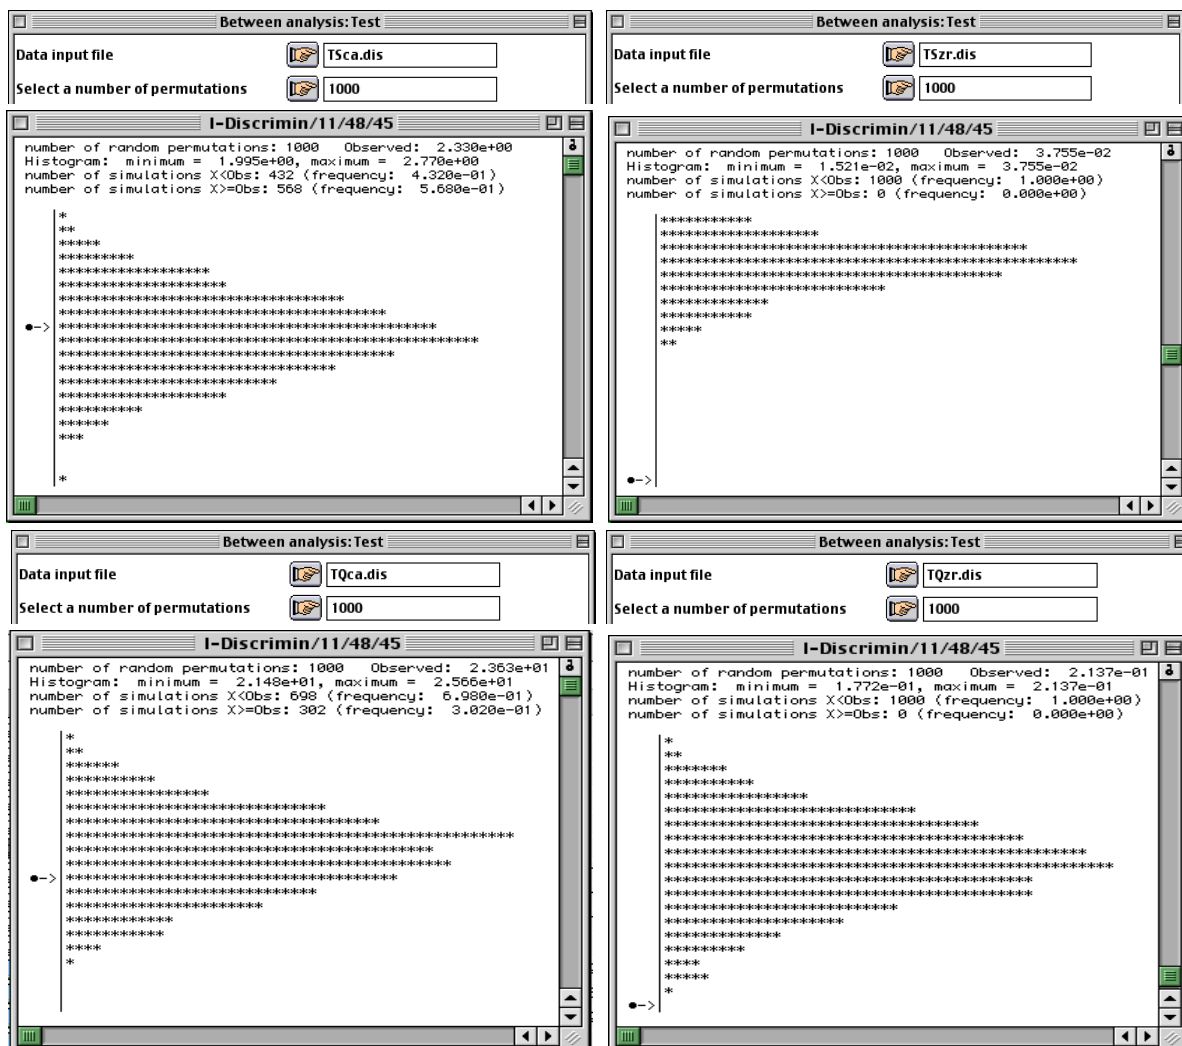 Between analysis:Test
Data input file TSca.dis
Select a number of permutations 1000
I-Discrimin/11/48/45
number of random permutations: 1000 Observed: 2.330e+00
Histogram: minimum = 1.995e+00, maximum = 2.770e+00
number of simulations X<Obs: 432 (frequency: 4.320e-01)
number of simulations X>=Obs: 568 (frequency: 5.680e-01)
Between analysis:Test
Data input file TSzr.dis
Select a number of permutations 1000
I-Discrimin/11/48/45
number of random permutations: 1000 Observed: 3.755e-02
Histogram: minimum = 1.521e-02, maximum = 3.755e-02
number of simulations X<Obs: 1000 (frequency: 1.000e+00)
number of simulations X>=Obs: 0 (frequency: 0.000e+00)
Between analysis:Test
Data input file TQca.dis
Select a number of permutations 1000
I-Discrimin/11/48/45
number of random permutations: 1000 Observed: 2.363e+01
Histogram: minimum = 2.148e+01, maximum = 2.566e+01
number of simulations X<Obs: 698 (frequency: 6.980e-01)
number of simulations X>=Obs: 302 (frequency: 3.020e-01)
Between analysis:Test
Data input file TQzr.dis
Select a number of permutations 1000
I-Discrimin/11/48/45
number of random permutations: 1000 Observed: 2.137e-01
Histogram: minimum = 1.772e-01, maximum = 2.137e-01
number of simulations X<Obs: 1000 (frequency: 1.000e+00)
number of simulations X>=Obs: 0 (frequency: 0.000e+00)